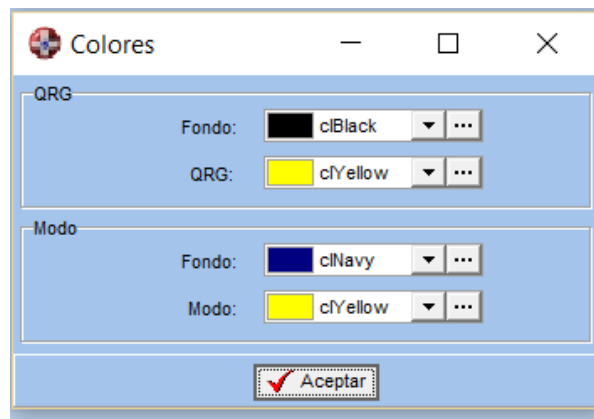 Colores
QRG
Fondo: clBlack
QRG: clYellow
Modo
Fondo: clNavy
Modo: clYellow
Aceptar